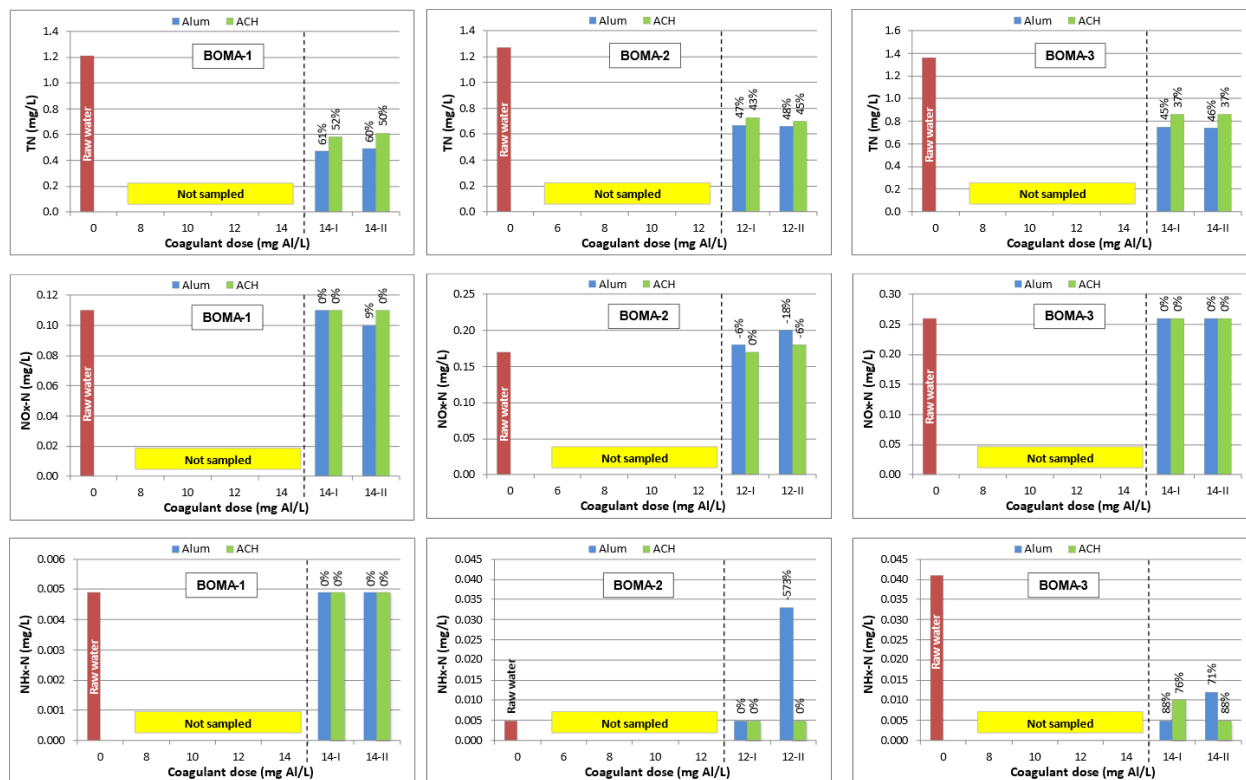 Alum ACH
1.4
1.2
1.0
0.8
0.6
0.4
0.2
0.0
TN (mg/L)
BOMA-1
Raw water
Not sampled
61% 52% 60% 50%
0 8 10 12 14 14-I 14-II
Coagulant dose (mg Al/L)
Alum ACH
1.4
1.2
1.0
0.8
0.6
0.4
0.2
0.0
TN (mg/L)
BOMA-2
Raw water
Not sampled
47% 43% 48% 45%
0 6 8 10 12 12-I 12-II
Coagulant dose (mg Al/L)
Alum ACH
1.6
1.4
1.2
1.0
0.8
0.6
0.4
0.2
0.0
TN (mg/L)
BOMA-3
Raw water
Not sampled
45% 37% 46% 37%
0 8 10 12 14 14-I 14-II
Coagulant dose (mg Al/L)
Alum ACH
0.12
0.10
0.08
0.06
0.04
0.02
0.00
NOx-N (mg/L)
BOMA-1
Raw water
Not sampled
0% 0% 9% 0%
0 8 10 12 14 14-I 14-II
Coagulant dose (mg Al/L)
Alum ACH
0.25
0.20
0.15
0.10
0.05
0.00
NOx-N (mg/L)
BOMA-2
Raw water
Not sampled
-6% 0% -18% -6%
0 6 8 10 12 12-I 12-II
Coagulant dose (mg Al/L)
Alum ACH
0.30
0.25
0.20
0.15
0.10
0.05
0.00
NOx-N (mg/L)
BOMA-3
Raw water
Not sampled
0% 0% 0% 0%
0 8 10 12 14 14-I 14-II
Coagulant dose (mg Al/L)
Alum ACH
0.006
0.005
0.004
0.003
0.002
0.001
0.000
NHx-N (mg/L)
BOMA-1
Raw water
Not sampled
0% 0% 0% 0%
0 8 10 12 14 14-I 14-II
Coagulant dose (mg Al/L)
Alum ACH
0.045
0.040
0.035
0.030
0.025
0.020
0.015
0.010
0.005
0.000
NHx-N (mg/L)
BOMA-2
Raw water
Not sampled
0% 0% -573% 0%
0 6 8 10 12 12-I 12-II
Coagulant dose (mg Al/L)
Alum ACH
0.045
0.040
0.035
0.030
0.025
0.020
0.015
0.010
0.005
0.000
NHx-N (mg/L)
BOMA-3
Raw water
Not sampled
88% 76% 71% 88%
0 8 10 12 14 14-I 14-II
Coagulant dose (mg Al/L)